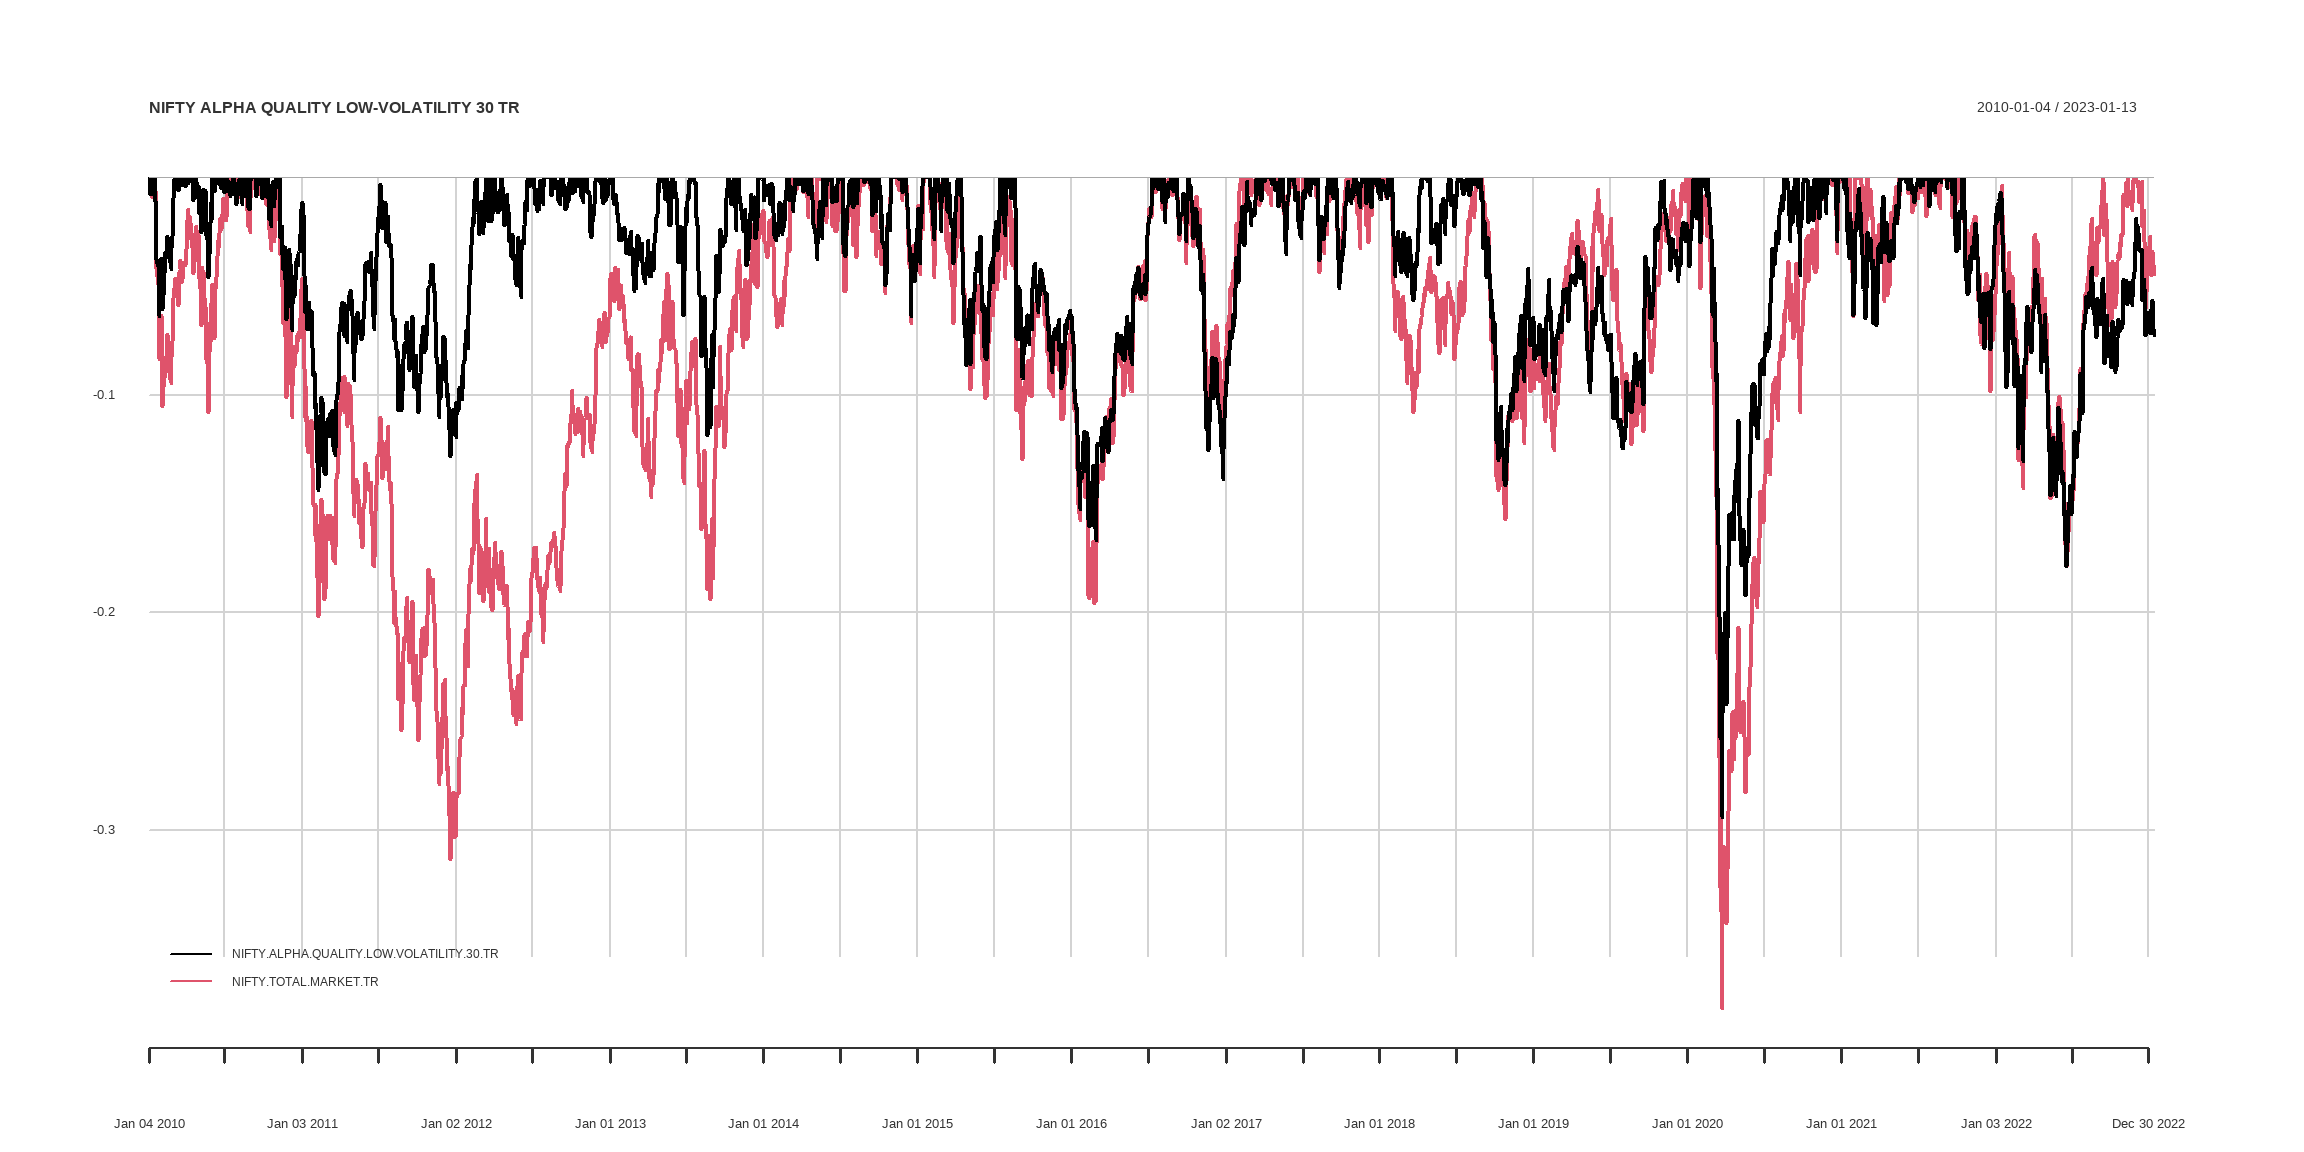 NIFTY ALPHA QUALITY LOW-VOLATILITY 30 TR
2010-01-04 / 2023-01-13
-0.1
-0.2
-0.3
NIFTY.ALPHA.QUALITY.LOW.VOLATILITY.30.TR
NIFTY.TOTAL.MARKET.TR
Jan 04 2010 Jan 03 2011 Jan 02 2012 Jan 01 2013 Jan 01 2014 Jan 01 2015 Jan 01 2016 Jan 02 2017 Jan 01 2018 Jan 01 2019 Jan 01 2020 Jan 01 2021 Jan 03 2022 Dec 30 2022